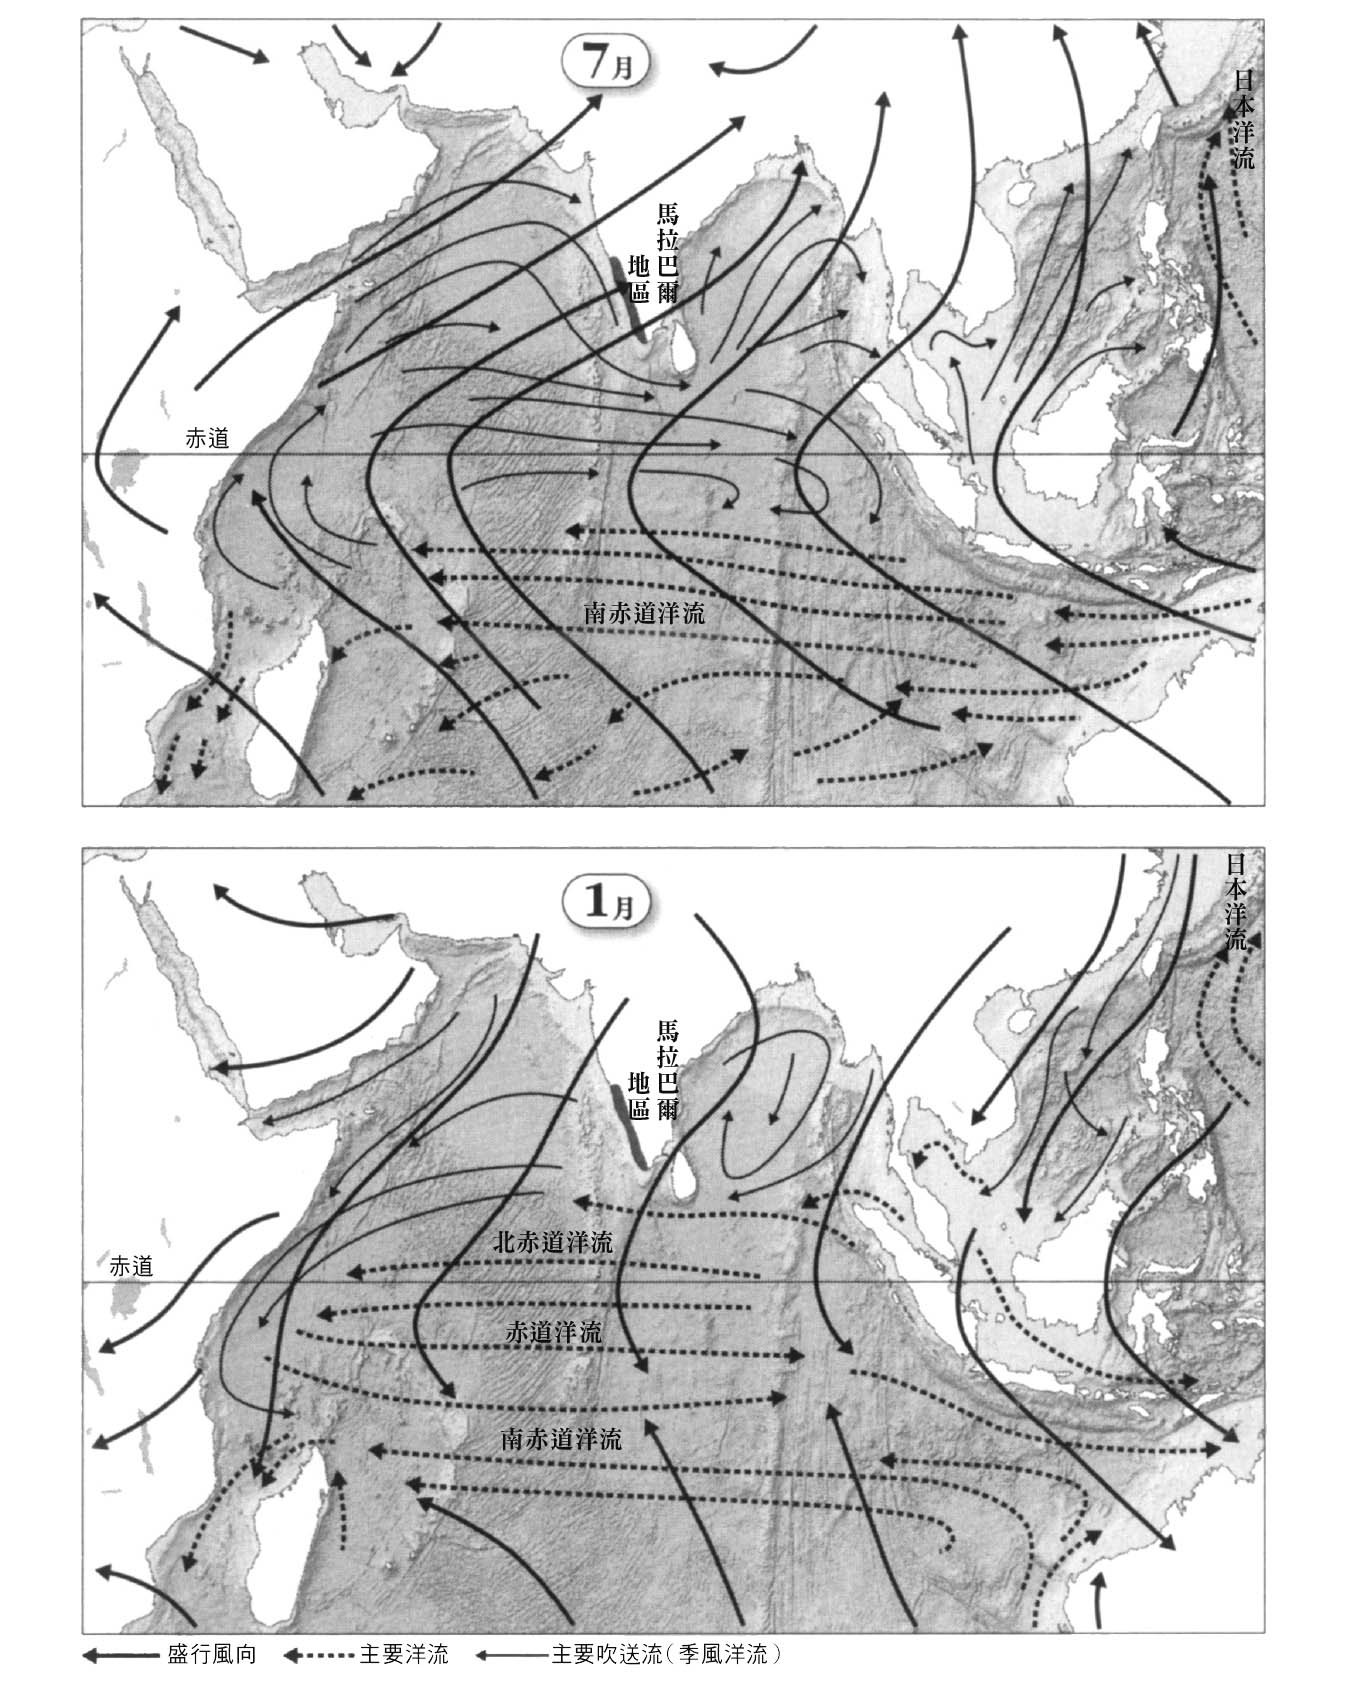 7月
日本洋流
馬拉巴爾
地區
赤道
南赤道洋流
1月
日本洋流
馬拉巴爾
地區
北赤道洋流
赤道
赤道洋流
南赤道洋流
盛行風向 主要洋流 主要吹送流(季風洋流)